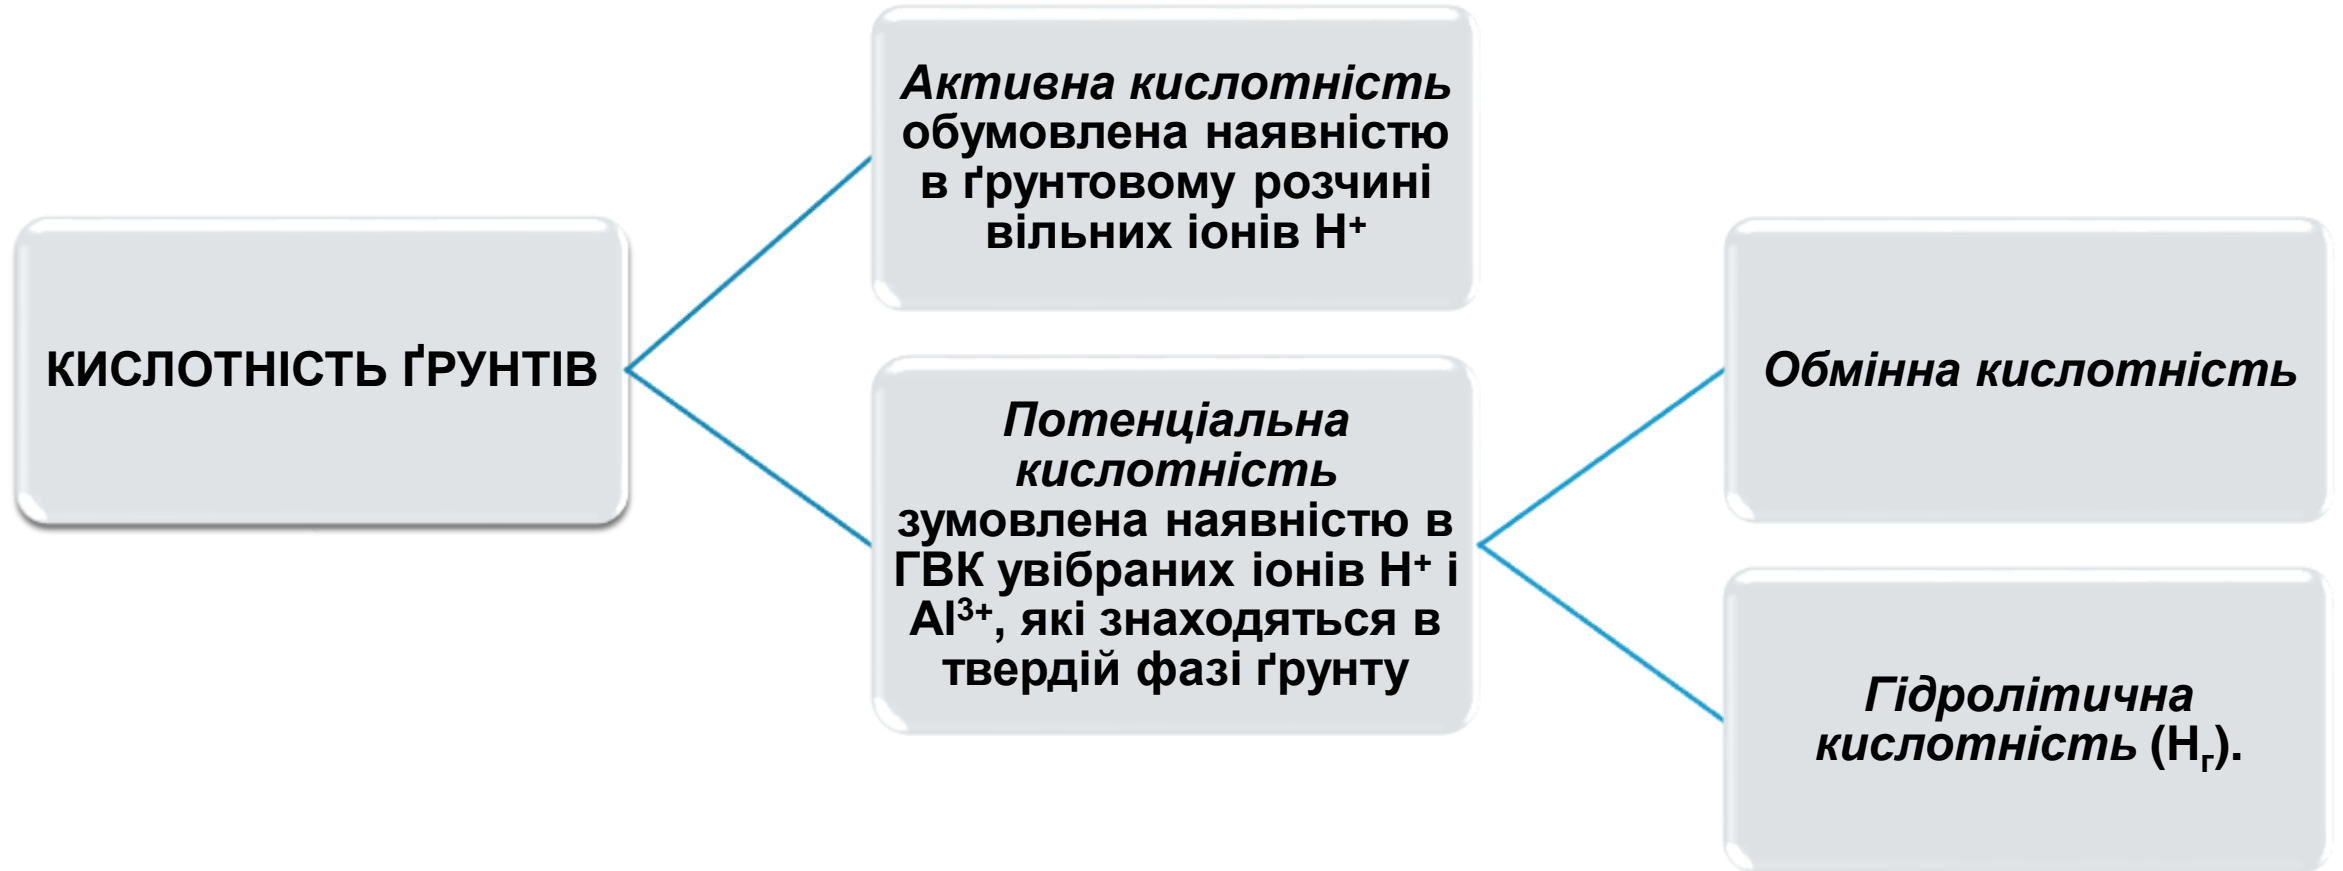 КИСЛОТНІСТЬ ҐРУНТІВ
Активна кислотність
обумовлена наявністю
в ґрунтовому розчині
вільних іонів Н⁺
Потенціальна
кислотність
зумовлена наявністю в
ГВК увібраних іонів Н⁺ і
Al³⁺, які знаходяться в
твердій фазі ґрунту
Обмінна кислотність
Гідролітична
кислотність (Нг).